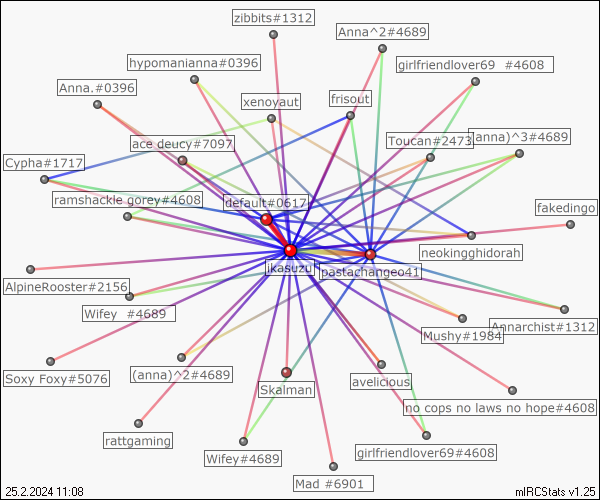 zibbits#1312
Anna^2#4689
hypomanianna#0396
girlfriendlover69 #4608
Anna.#0396
xenoyaut
frisout
ace deucy#7097
Toucan#2473
(anna)^3#4689
Cypha#1717
ramshackle gorey#4608
default#0617
fakedingo
neokingghidorah
jikasuzu
pastachangeo41
AlpineRooster#2156
Wifey #4689
Annarchist#1312
Mushy#1984
Soxy Foxy#5076
(anna)^2#4689
avelicious
Skalman
no cops no laws no hope#4608
rattgaming
girlfriendlover69#4608
Wifey#4689
Mad #6901
25.2.2024 11:08
mIRCStats v1.25